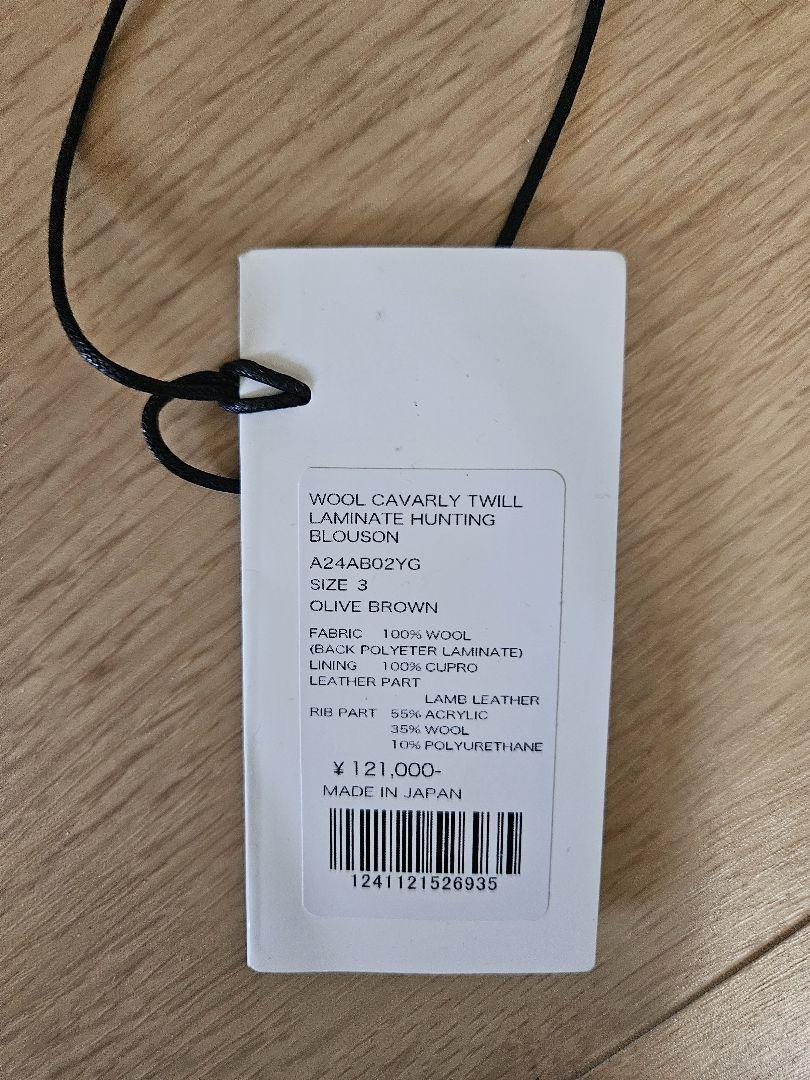 WOOL CAVARLY TWILL
LAMINATE HUNTING
BLOUSON
A24AB02YG
SIZE 3
OLIVE BROWN
FABRIC 100% WOOL
(BACK POLYETER LAMINATE)
LINING 100% CUPRO
LEATHER PART
LAMB LEATHER
RIB PART 55% ACRYLIC
35% WOOL
10% POLYURETHANE
¥ 121,000-
MADE IN JAPAN
1241121526935